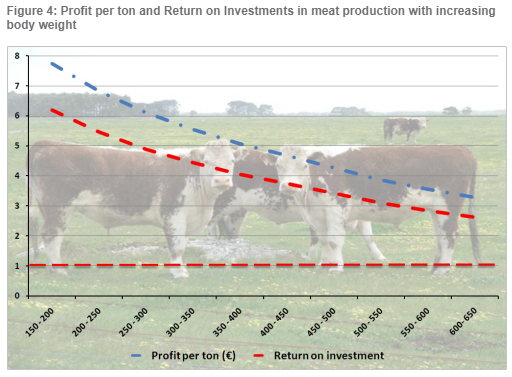 Figure 4: Profit per ton and Return on Investments in meat production with increasing
body weight
8
7
6
5
4
3
2
1
0
150 - 200
200 - 250
250 - 300
300 - 350
350 - 400
400 - 450
450 - 500
500 - 550
550 - 600
600 - 650
Profit per ton (€)
Return on investment